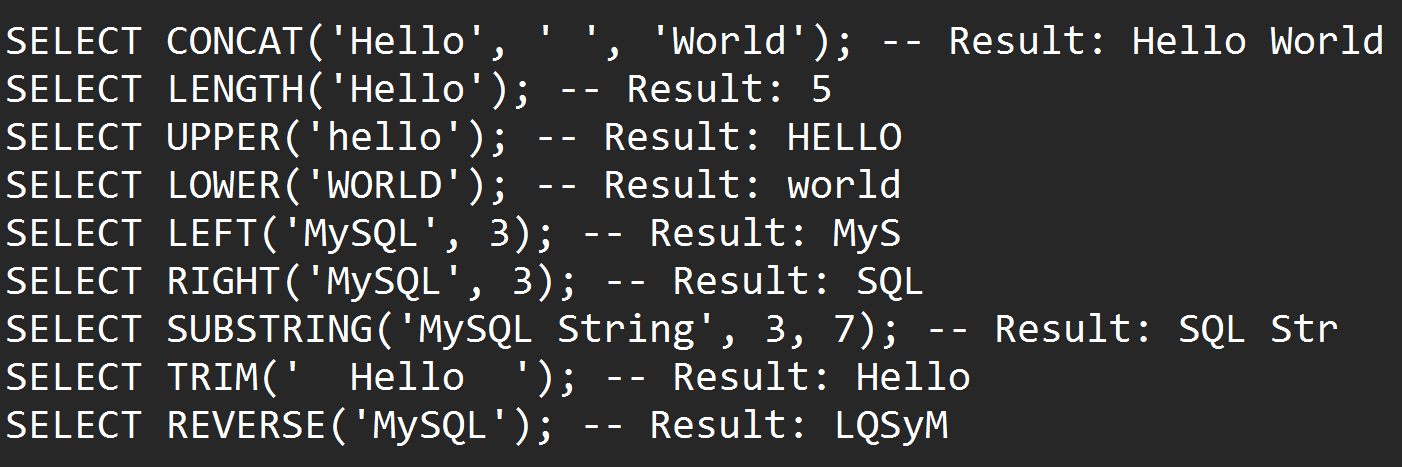 SELECT CONCAT('Hello', ' ', 'World'); -- Result: Hello World
SELECT LENGTH('Hello'); -- Result: 5
SELECT UPPER('hello'); -- Result: HELLO
SELECT LOWER('WORLD'); -- Result: world
SELECT LEFT('MySQL', 3); -- Result: MyS
SELECT RIGHT('MySQL', 3); -- Result: SQL
SELECT SUBSTRING('MySQL String', 3, 7); -- Result: SQL Str
SELECT TRIM('  Hello  '); -- Result: Hello
SELECT REVERSE('MySQL'); -- Result: LQSyM